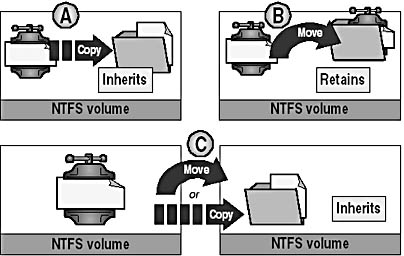 A
Copy
Inherits
NTFS volume
B
Move
Retains
NTFS volume
C
Move
or
Copy
Inherits
NTFS volume
NTFS volume